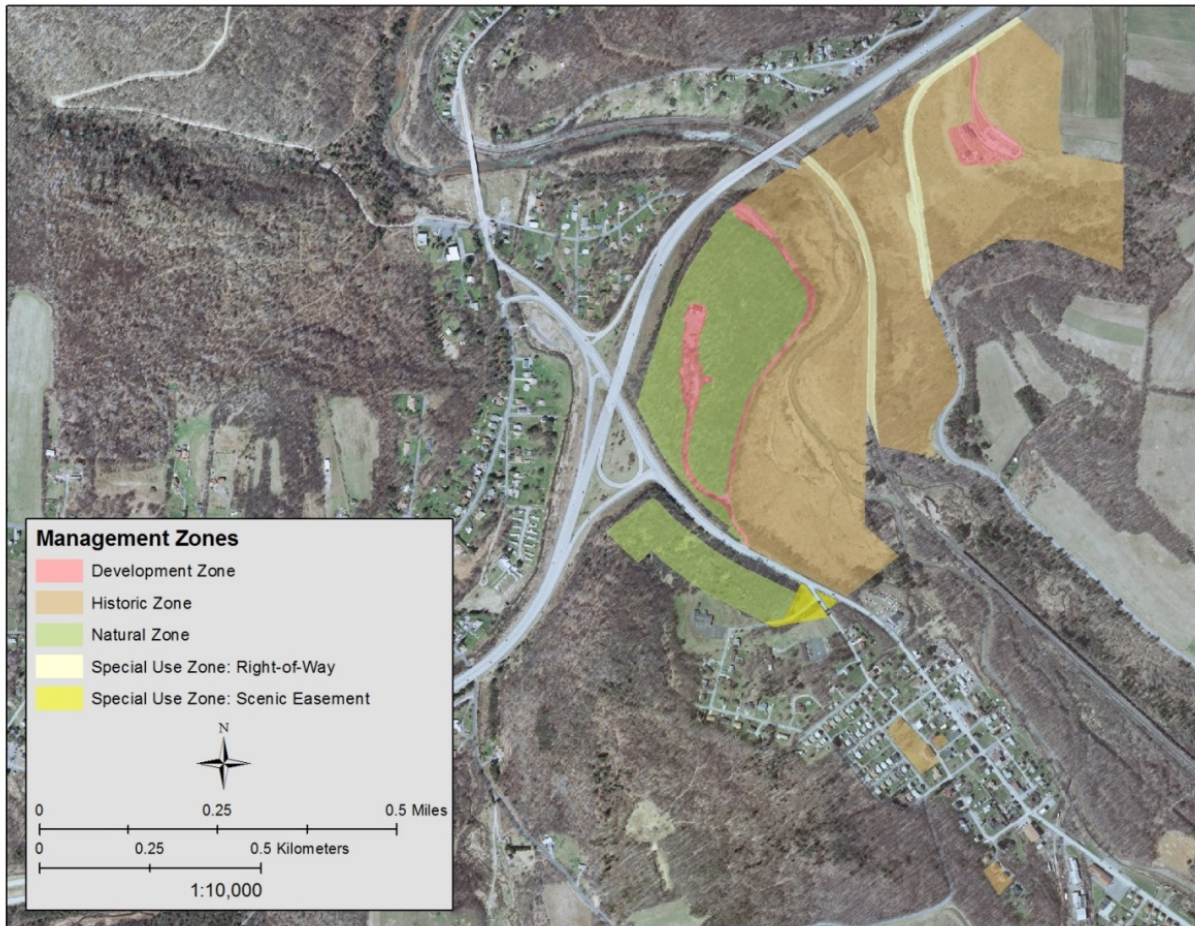 Management Zones
Development Zone
Historic Zone
Natural Zone
Special Use Zone: Right-of-Way
Special Use Zone: Scenic Easement
N
0 0.25 0.5 Miles
0 0.25 0.5 Kilometers
1:10,000